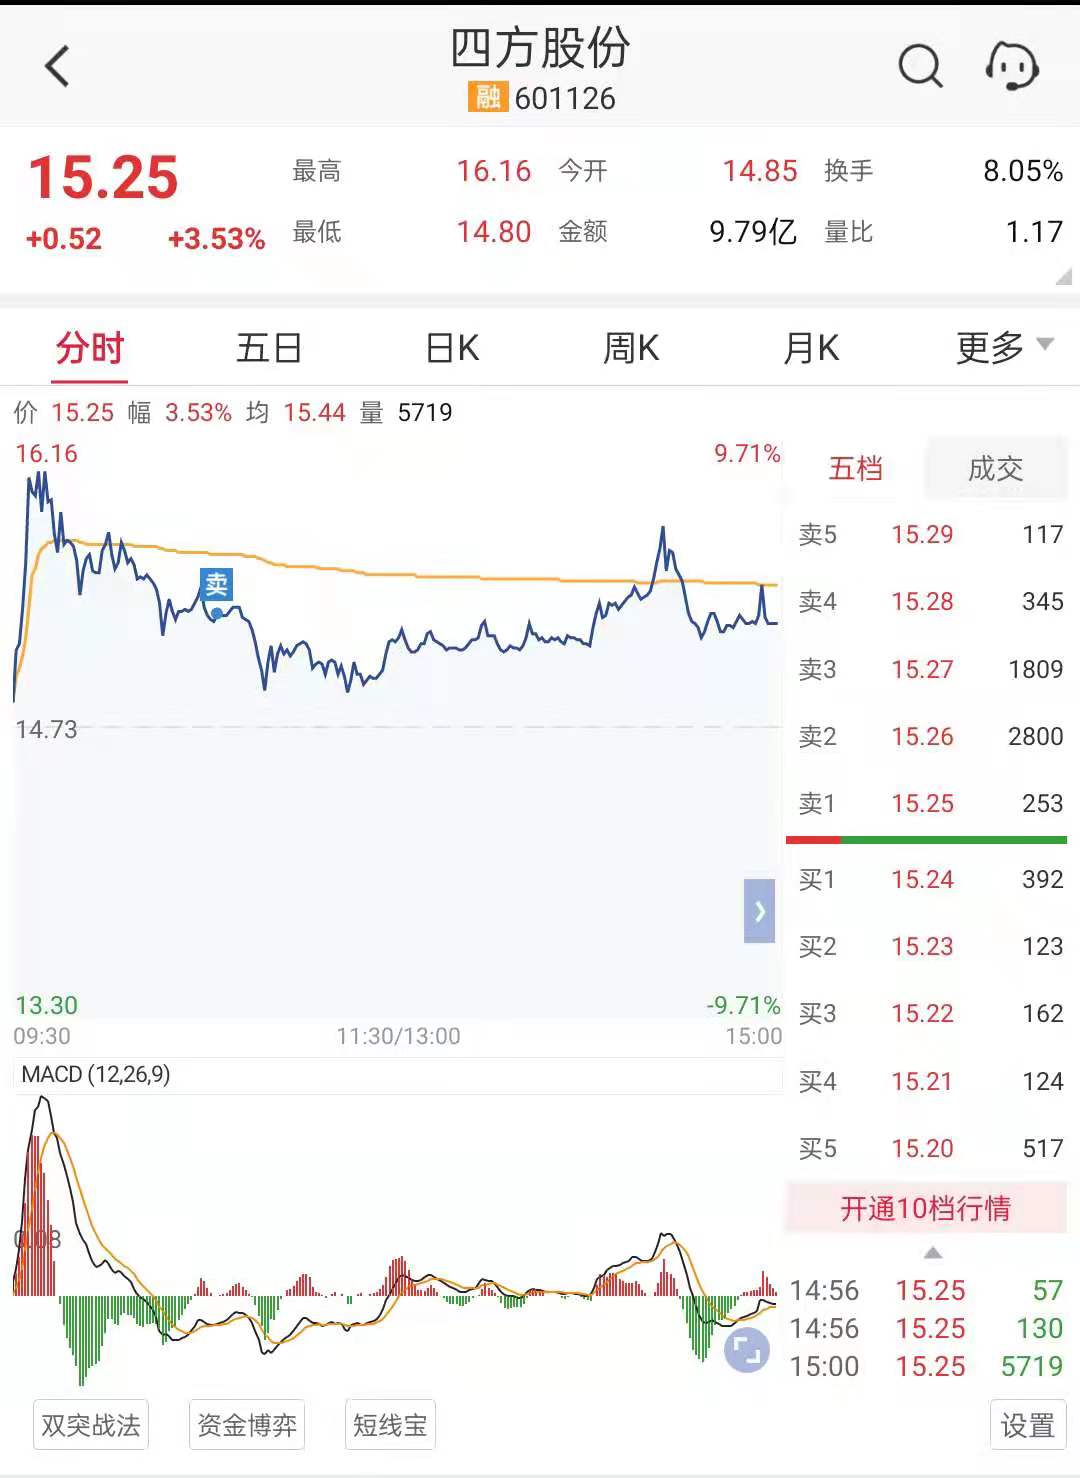 四方股份
融 601126
15.25 最高 16.16 今开 14.85 换手 8.05%
+0.52 +3.53% 最低 14.80 金额 9.79亿 量比 1.17
分时 五日 日K 周K 月K 更多
价 15.25 幅 3.53% 均 15.44 量 5719
16.16 9.71%
卖
14.73
13.30 -9.71%
09:30 11:30/13:00 15:00
MACD (12,26,9)
0.08
五档 成交
卖5 15.29 117
卖4 15.28 345
卖3 15.27 1809
卖2 15.26 2800
卖1 15.25 253
买1 15.24 392
买2 15.23 123
买3 15.22 162
买4 15.21 124
买5 15.20 517
开通10档行情
14:56 15.25 57
14:56 15.25 130
15:00 15.25 5719
双突战法 资金博弈 短线宝 设置